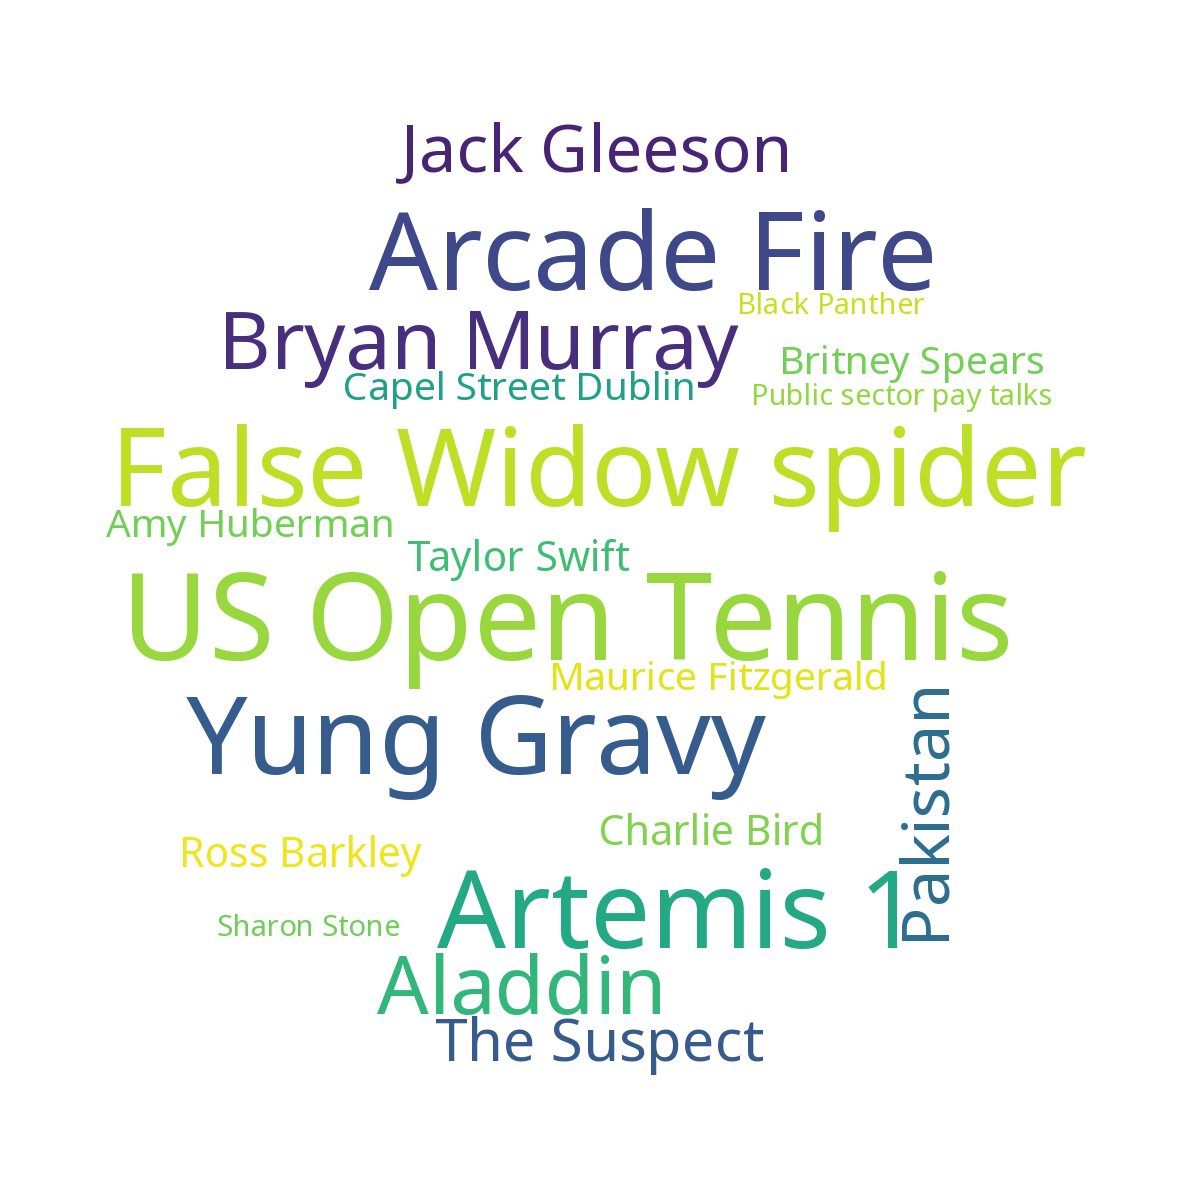 Jack Gleeson
Arcade Fire
Black Panther
Bryan Murray
Britney Spears
Capel Street Dublin
Public sector pay talks
False Widow spider
Amy Huberman
Taylor Swift
US Open Tennis
Maurice Fitzgerald
Yung Gravy
Pakistan
Charlie Bird
Ross Barkley
Artemis 1
Sharon Stone
Aladdin
The Suspect